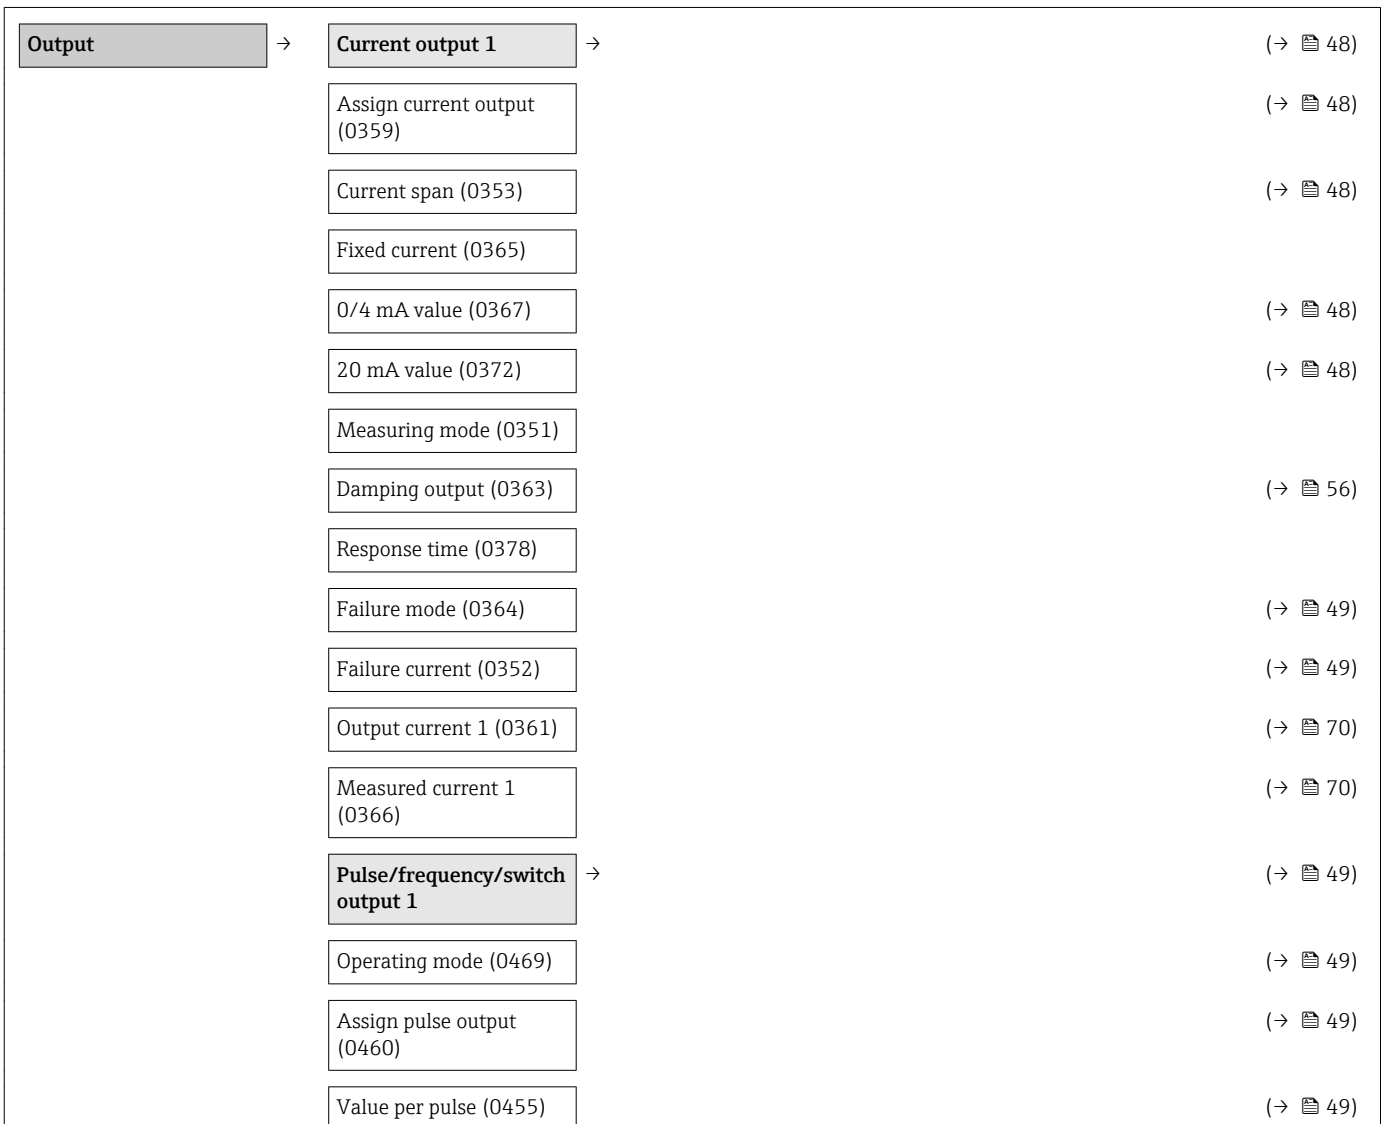 Output → Current output 1 → (→ 48)
Assign current output (→ 48)
(0359)
Current span (0353) (→ 48)
Fixed current (0365)
0/4 mA value (0367) (→ 48)
20 mA value (0372) (→ 48)
Measuring mode (0351)
Damping output (0363) (→ 56)
Response time (0378)
Failure mode (0364) (→ 49)
Failure current (0352) (→ 49)
Output current 1 (0361) (→ 70)
Measured current 1 (→ 70)
(0366)
Pulse/frequency/switch → (→ 49)
output 1
Operating mode (0469) (→ 49)
Assign pulse output (→ 49)
(0460)
Value per pulse (0455) (→ 49)